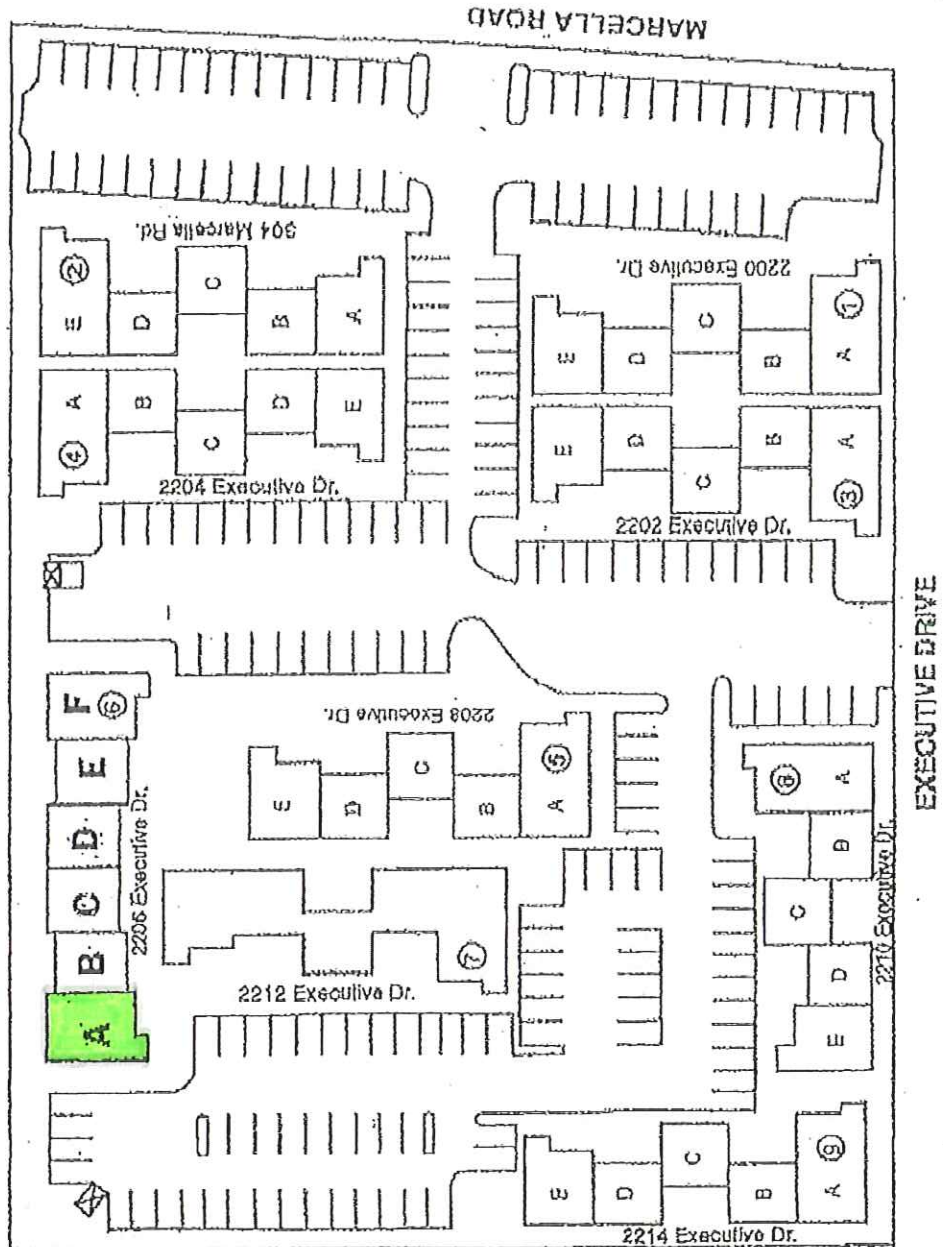 MARCELLA ROAD
304 Marcella Rd.
E 2
D
C
B
A
2200 Executive Dr.
E
D
C
B
A 1
A 4
B
C
D
E
2204 Executive Dr.
E
D
C
B
A 3
2202 Executive Dr.
EXECUTIVE DRIVE
F 6
E
D
C
B
A
2206 Executive Dr.
2208 Executive Dr.
E
D
C
B
A 5
7
2212 Executive Dr.
8 A
B
C
D
E
2210 Executive Dr.
E
D
C
B
A 9
2214 Executive Dr.